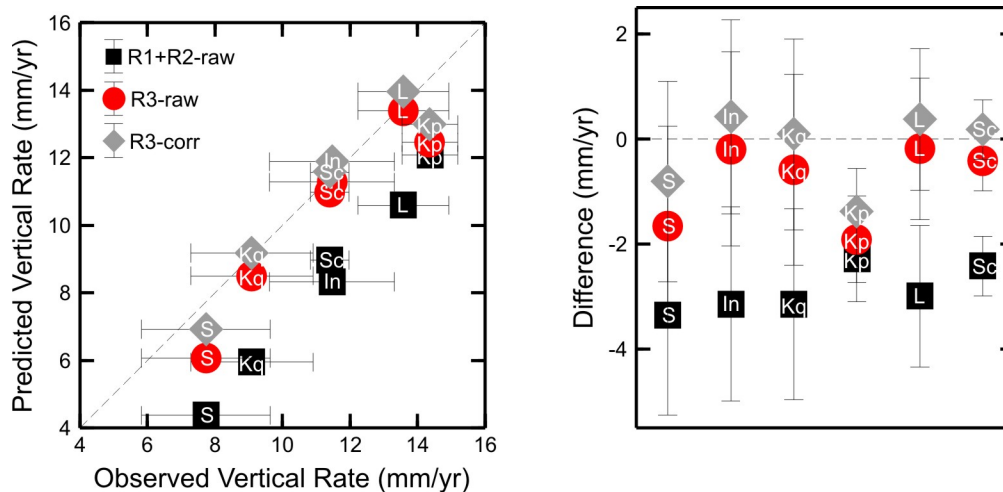 Predicted Vertical Rate (mm/yr)
16
14
12
10
8
6
4
R1+R2-raw
R3-raw
R3-corr
L
L
Kp
Kp
Kp
In
Sc
Sc
L
Kq
Kq
Sc
In
S
S
Kq
S
4 6 8 10 12 14 16
Observed Vertical Rate (mm/yr)
Difference (mm/yr)
2
0
-2
-4
In
Kq
L
Sc
In
Kq
L
Sc
S
S
Kp
Kp
Kp
S
In
Kq
L
Sc